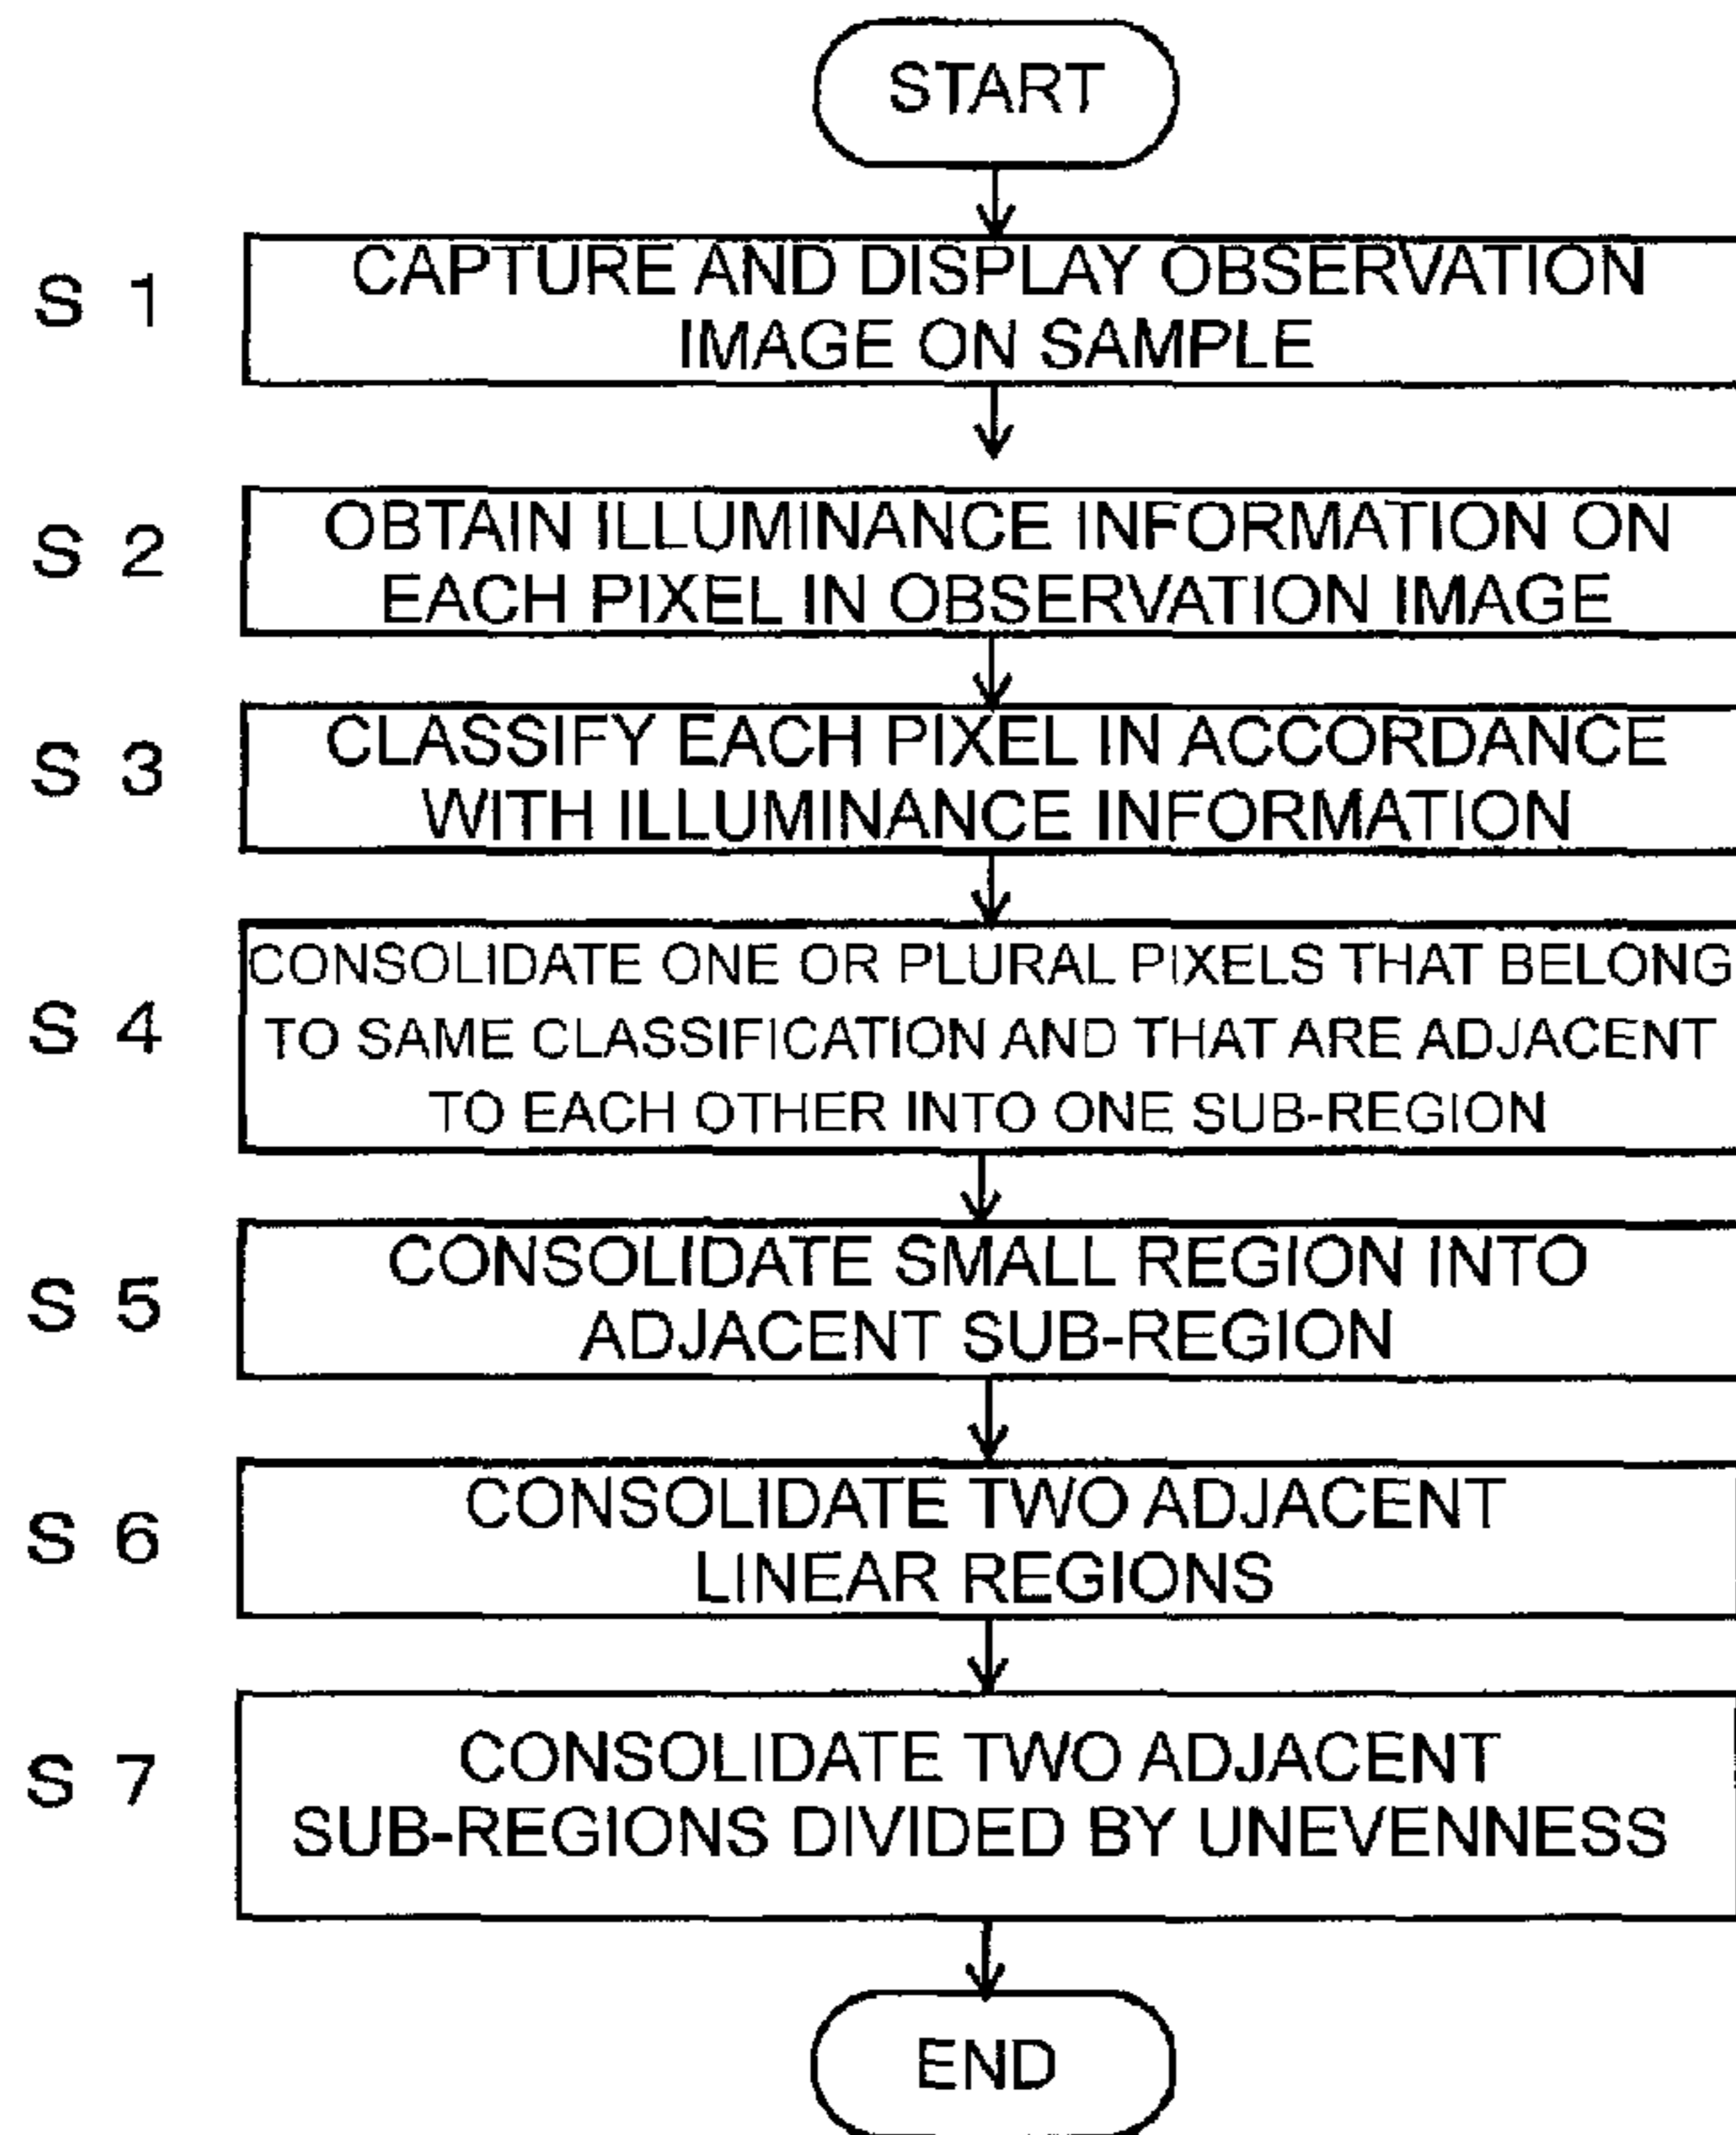 START
S 1
CAPTURE AND DISPLAY OBSERVATION
IMAGE ON SAMPLE
S 2
OBTAIN ILLUMINANCE INFORMATION ON
EACH PIXEL IN OBSERVATION IMAGE
S 3
CLASSIFY EACH PIXEL IN ACCORDANCE
WITH ILLUMINANCE INFORMATION
S 4
CONSOLIDATE ONE OR PLURAL PIXELS THAT BELONG
TO SAME CLASSIFICATION AND THAT ARE ADJACENT
TO EACH OTHER INTO ONE SUB-REGION
S 5
CONSOLIDATE SMALL REGION INTO
ADJACENT SUB-REGION
S 6
CONSOLIDATE TWO ADJACENT
LINEAR REGIONS
S 7
CONSOLIDATE TWO ADJACENT
SUB-REGIONS DIVIDED BY UNEVENNESS
END